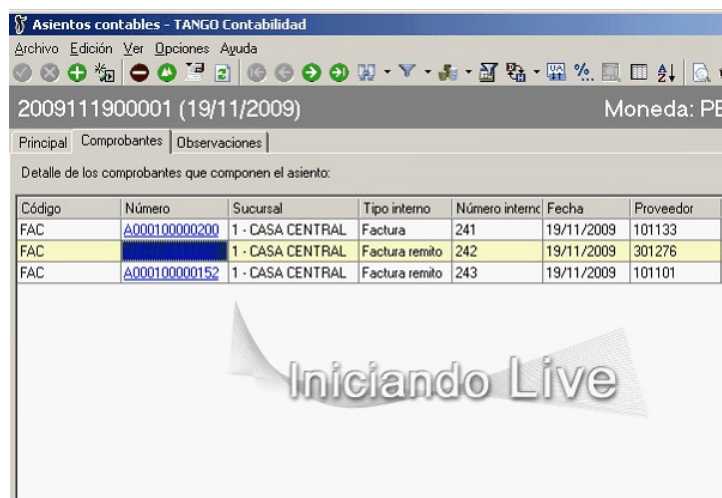 Asientos contables - TANGO Contabilidad
Archivo Edición Ver Opciones Ayuda
2009111900001 (19/11/2009) Moneda: PE
Principal Comprobantes Observaciones
Detalle de los comprobantes que componen el asiento:
Código Número Sucursal Tipo interno Número interno Fecha Proveedor
FAC A000100000200 1 - CASA CENTRAL Factura 241 19/11/2009 101133
FAC 1 - CASA CENTRAL Factura remito 242 19/11/2009 301276
FAC A000100000152 1 - CASA CENTRAL Factura remito 243 19/11/2009 101101
Iniciando Live